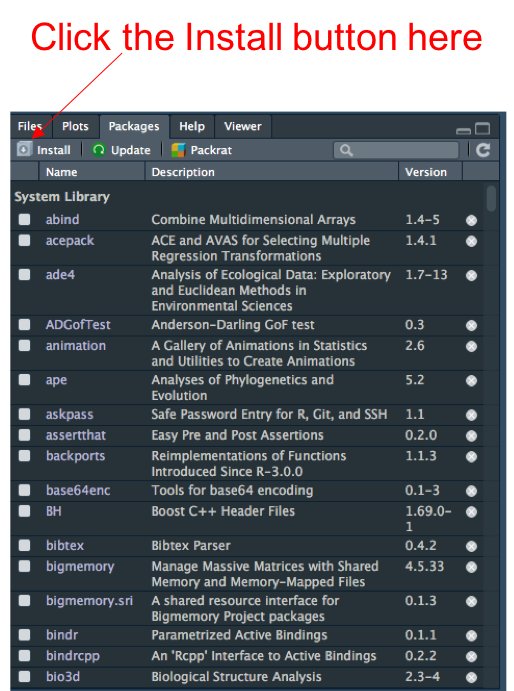 Click the Install button here
Files Plots Packages Help Viewer
Install Update Packrat
Name Description Version
System Library
abind Combine Multidimensional Arrays 1.4-5
acepack ACE and AVAS for Selecting Multiple 1.4.1
Regression Transformations
ade4 Analysis of Ecological Data: Exploratory 1.7-13
and Euclidean Methods in
Environmental Sciences
ADGofTest Anderson-Darling GoF test 0.3
animation A Gallery of Animations in Statistics 2.6
and Utilities to Create Animations
ape Analyses of Phylogenetics and 5.2
Evolution
askpass Safe Password Entry for R, Git, and SSH 1.1
assertthat Easy Pre and Post Assertions 0.2.0
backports Reimplementations of Functions 1.1.3
Introduced Since R-3.0.0
base64enc Tools for base64 encoding 0.1-3
BH Boost C++ Header Files 1.69.0-
1
bibtex Bibtex Parser 0.4.2
bigmemory Manage Massive Matrices with Shared 4.5.33
Memory and Memory-Mapped Files
bigmemory.sri A shared resource interface for 0.1.3
Bigmemory Project packages
bindr Parametrized Active Bindings 0.1.1
bindrcpp An 'Rcpp' Interface to Active Bindings 0.2.2
bio3d Biological Structure Analysis 2.3-4